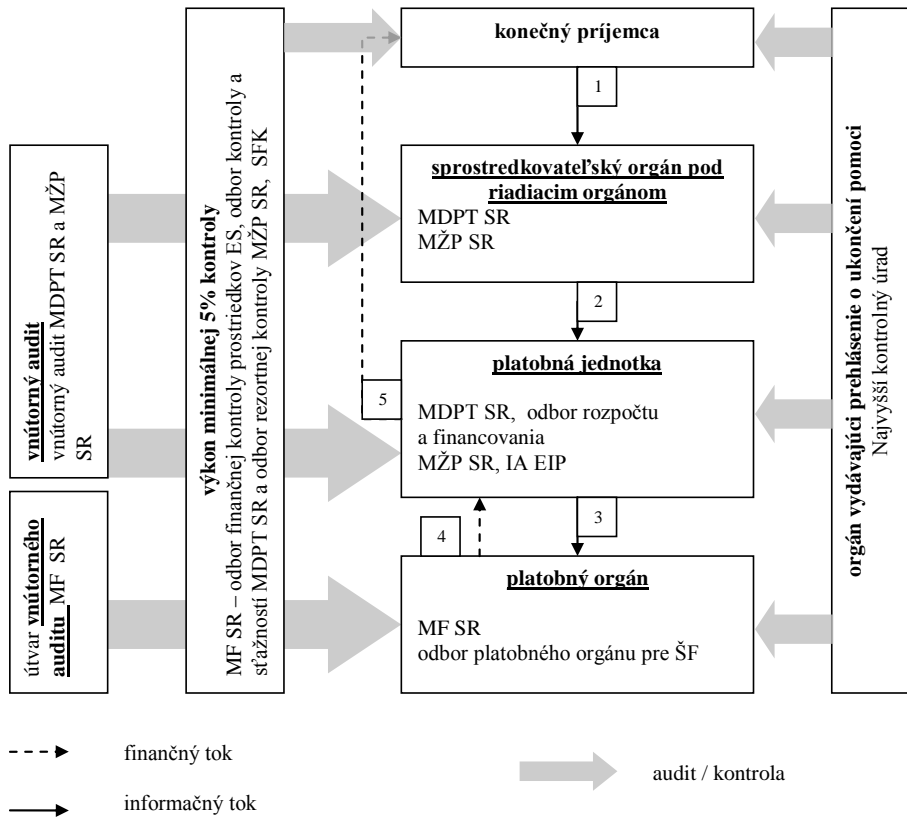 konečný príjemca
1
sprostredkovateľský orgán pod
riadiacim orgánom
MDPT SR
MŽP SR
2
platobná jednotka
MDPT SR, odbor rozpočtu
a financovania
MŽP SR, IA EIP
5
3
4
platobný orgán
MF SR
odbor platobného orgánu pre ŠF
vnútorný audit
vnútorný audit MDPT SR a MŽP
SR
útvar vnútorného
auditu MF SR
výkon minimálnej 5% kontroly
MF SR – odbor finančnej kontroly prostriedkov ES, odbor kontroly a
sťažností MDPT SR a odbor rezortnej kontroly MŽP SR, SFK
orgán vydávajúci prehlásenie o ukončení pomoci
Najvyšší kontrolný úrad
finančný tok
informačný tok
audit / kontrola